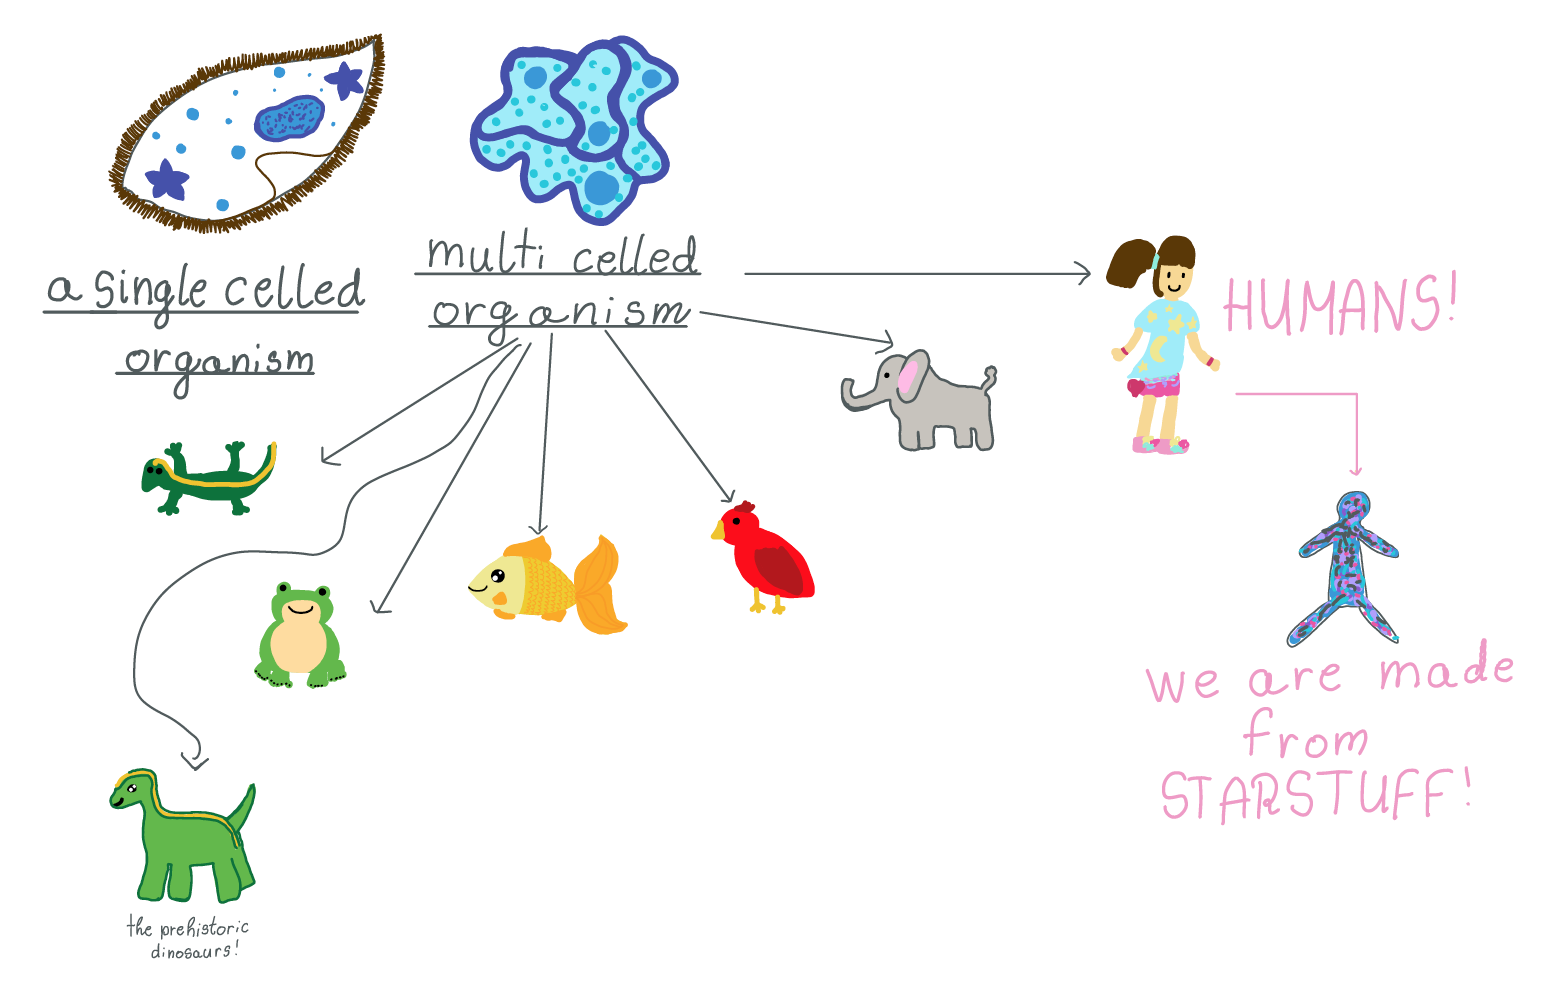 a single celled
organism
multi celled
organism
HUMANS!
we are made
from
STARSTUFF!
the prehistoric
dinosaurs!